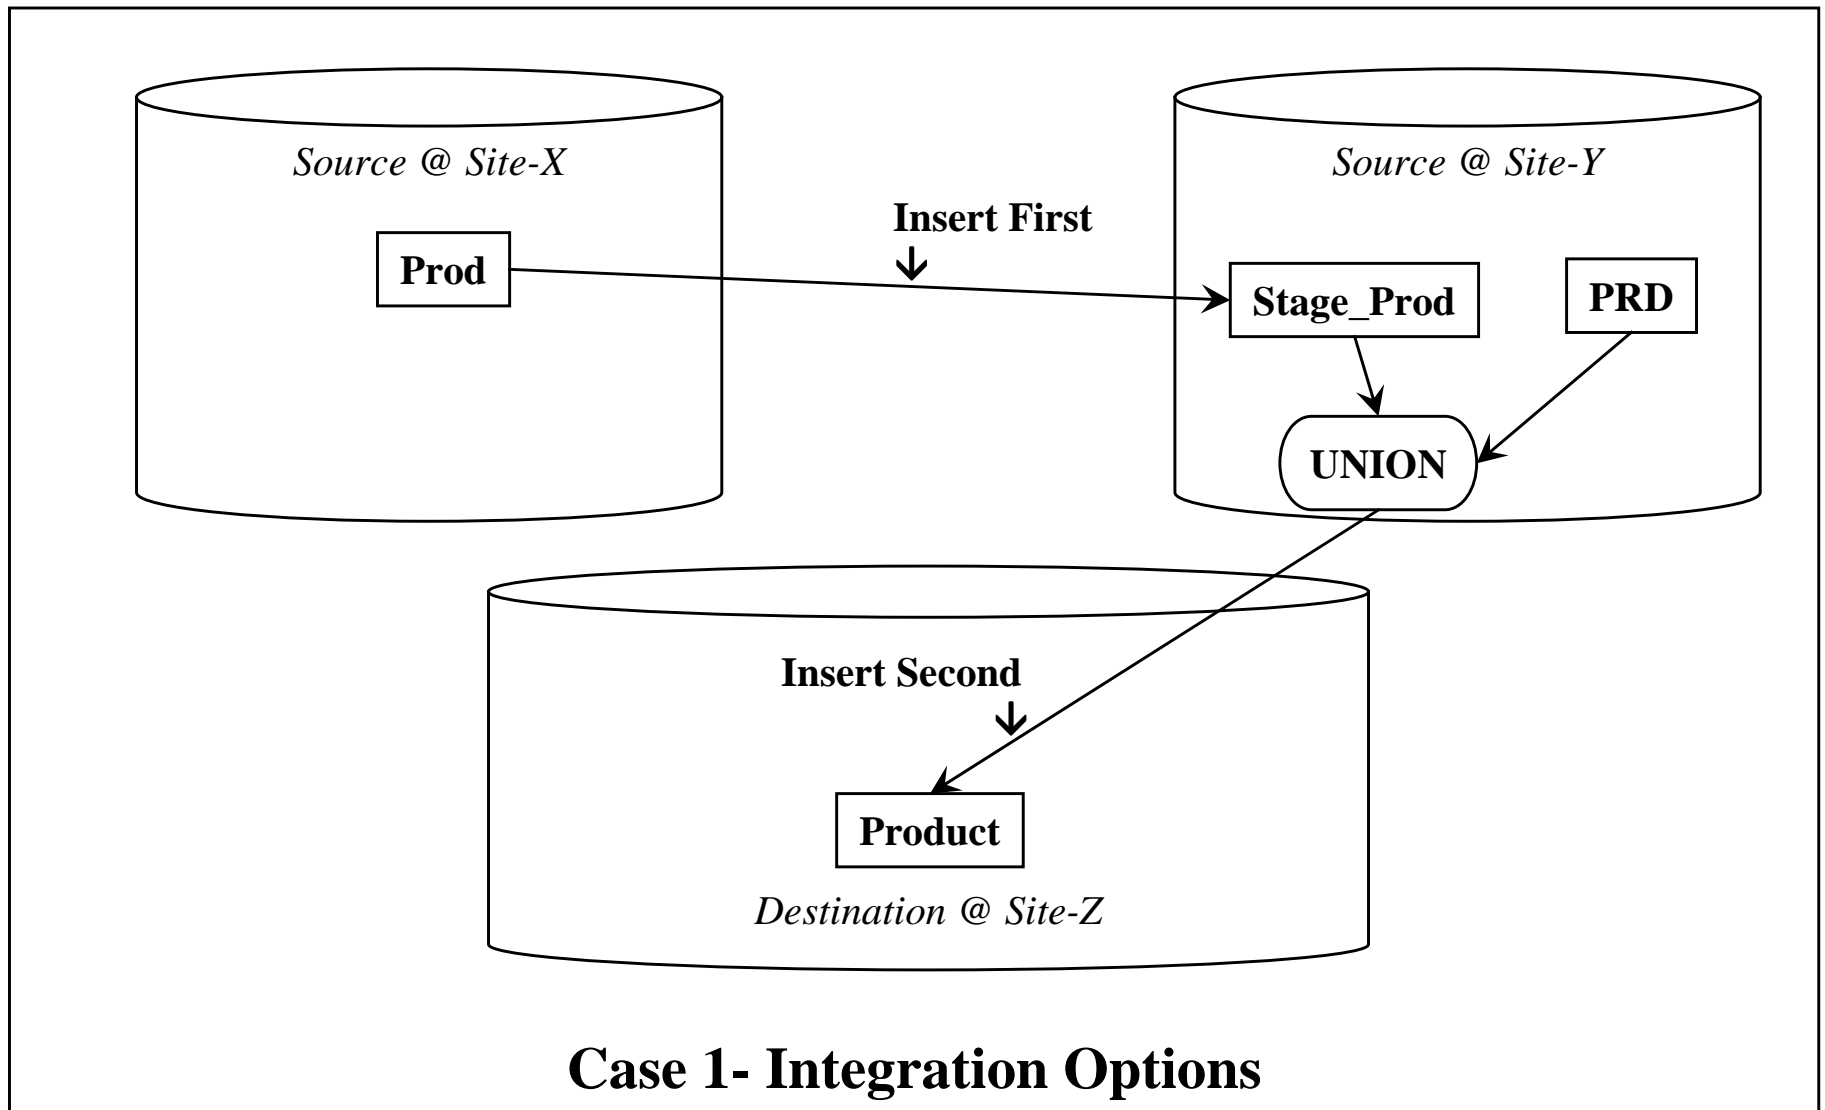 Source @ Site-X
Source @ Site-Y
Insert First
Prod
Stage_Prod
PRD
UNION
Insert Second
Product
Destination @ Site-Z
Case 1- Integration Options